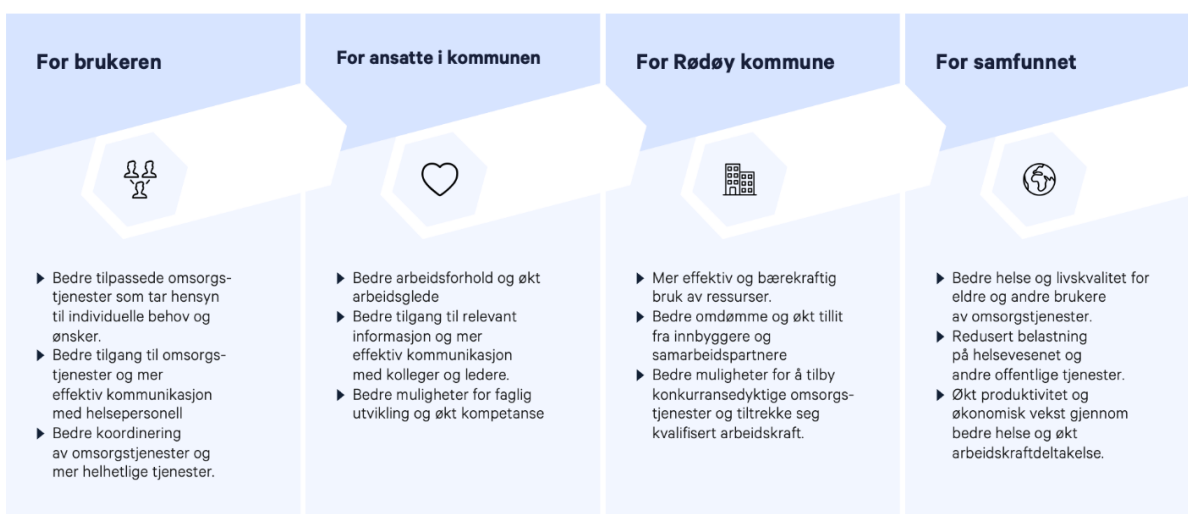 For brukeren
Bedre tilpassede omsorgs-
tjenester som tar hensyn
til individuelle behov og
ønsker.
Bedre tilgang til omsorgs-
tjenester og mer
effektiv kommunikasjon
med helsepersonell
Bedre koordinering
av omsorgstjenester og
mer helhetlige tjenester.
For ansatte i kommunen
Bedre arbeidsforhold og økt
arbeidsglede
Bedre tilgang til relevant
informasjon og mer
effektiv kommunikasjon
med kolleger og ledere.
Bedre muligheter for faglig
utvikling og økt kompetanse
For Rødøy kommune
Mer effektiv og bærekraftig
bruk av ressurser.
Bedre omdømme og økt tillit
fra innbyggere og
samarbeidspartnere
Bedre muligheter for å tilby
konkurransedyktige omsorgs-
tjenester og tiltrekke seg
kvalifisert arbeidskraft.
For samfunnet
Bedre helse og livskvalitet for
eldre og andre brukere
av omsorgstjenester.
Redusert belastning
på helsevesenet og
andre offentlige tjenester.
Økt produktivitet og
økonomisk vekst gjennom
bedre helse og økt
arbeidskraftdeltakelse.